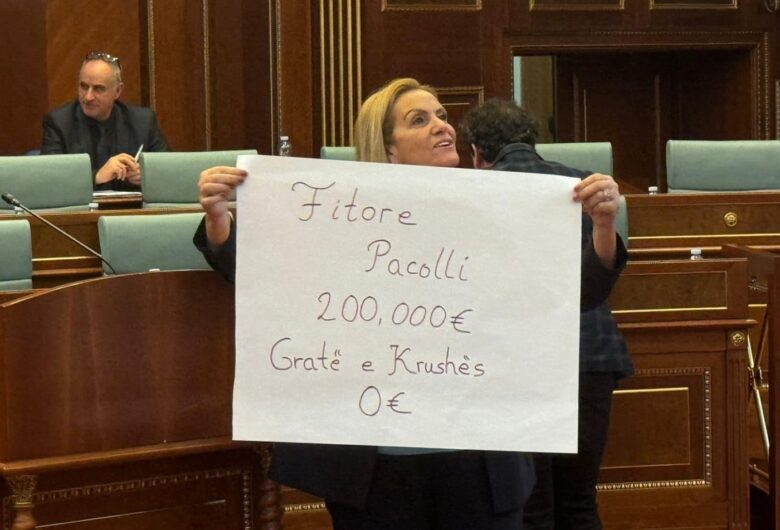 Fitore
Pacolli
200,000€
Gratë e Krushës
0€